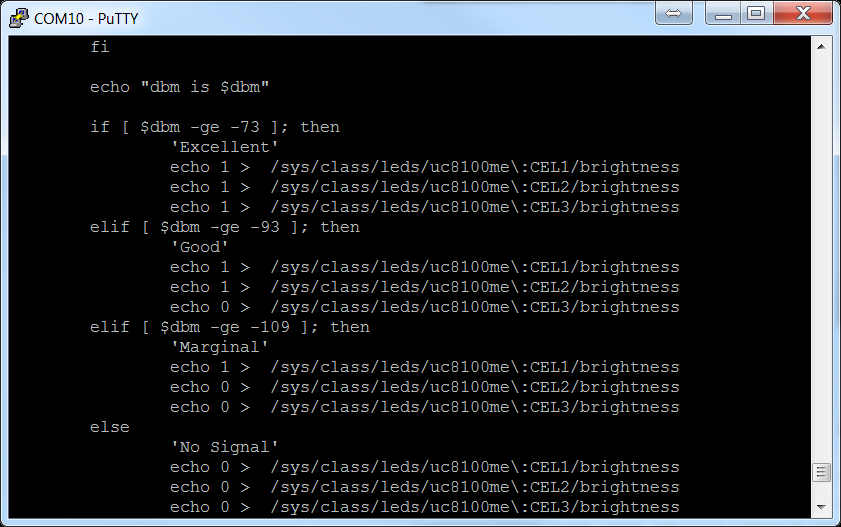 COM10 - PuTTY
fi
echo "dbm is $dbm"
if [ $dbm -ge -73 ]; then
'Excellent'
echo 1 >  /sys/class/leds/uc8100me\:CEL1/brightness
echo 1 >  /sys/class/leds/uc8100me\:CEL2/brightness
echo 1 >  /sys/class/leds/uc8100me\:CEL3/brightness
elif [ $dbm -ge -93 ]; then
'Good'
echo 1 >  /sys/class/leds/uc8100me\:CEL1/brightness
echo 1 >  /sys/class/leds/uc8100me\:CEL2/brightness
echo 0 >  /sys/class/leds/uc8100me\:CEL3/brightness
elif [ $dbm -ge -109 ]; then
'Marginal'
echo 1 >  /sys/class/leds/uc8100me\:CEL1/brightness
echo 0 >  /sys/class/leds/uc8100me\:CEL2/brightness
echo 0 >  /sys/class/leds/uc8100me\:CEL3/brightness
else
'No Signal'
echo 0 >  /sys/class/leds/uc8100me\:CEL1/brightness
echo 0 >  /sys/class/leds/uc8100me\:CEL2/brightness
echo 0 >  /sys/class/leds/uc8100me\:CEL3/brightness